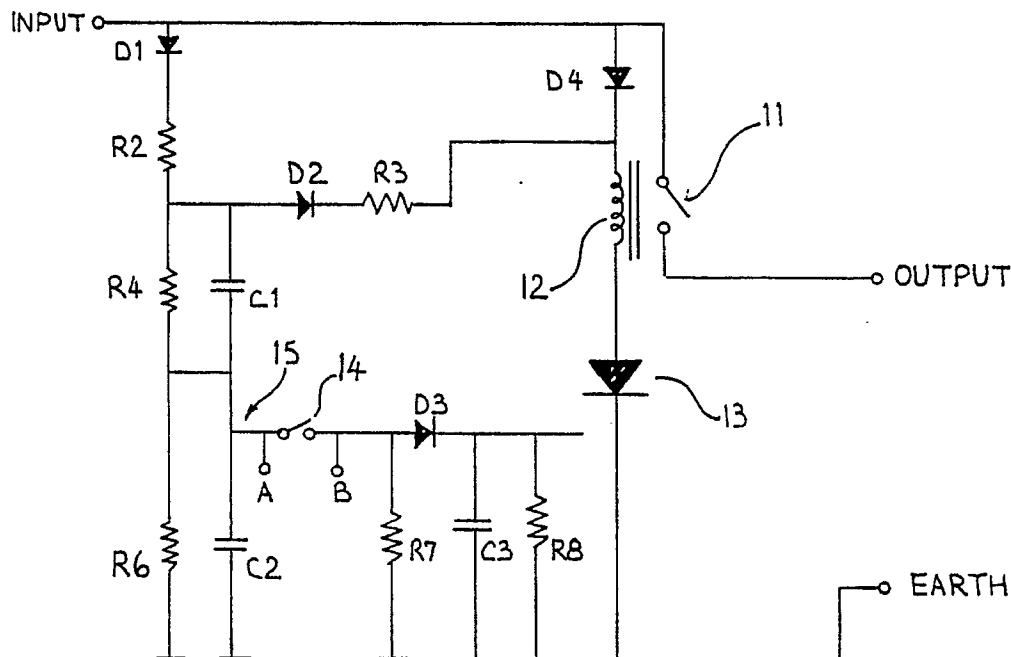 INPUT
D1
D4
11
R2
D2
R3
R4
C1
12
OUTPUT
15
14
D3
13
A
B
R6
C2
R7
C3
R8
EARTH